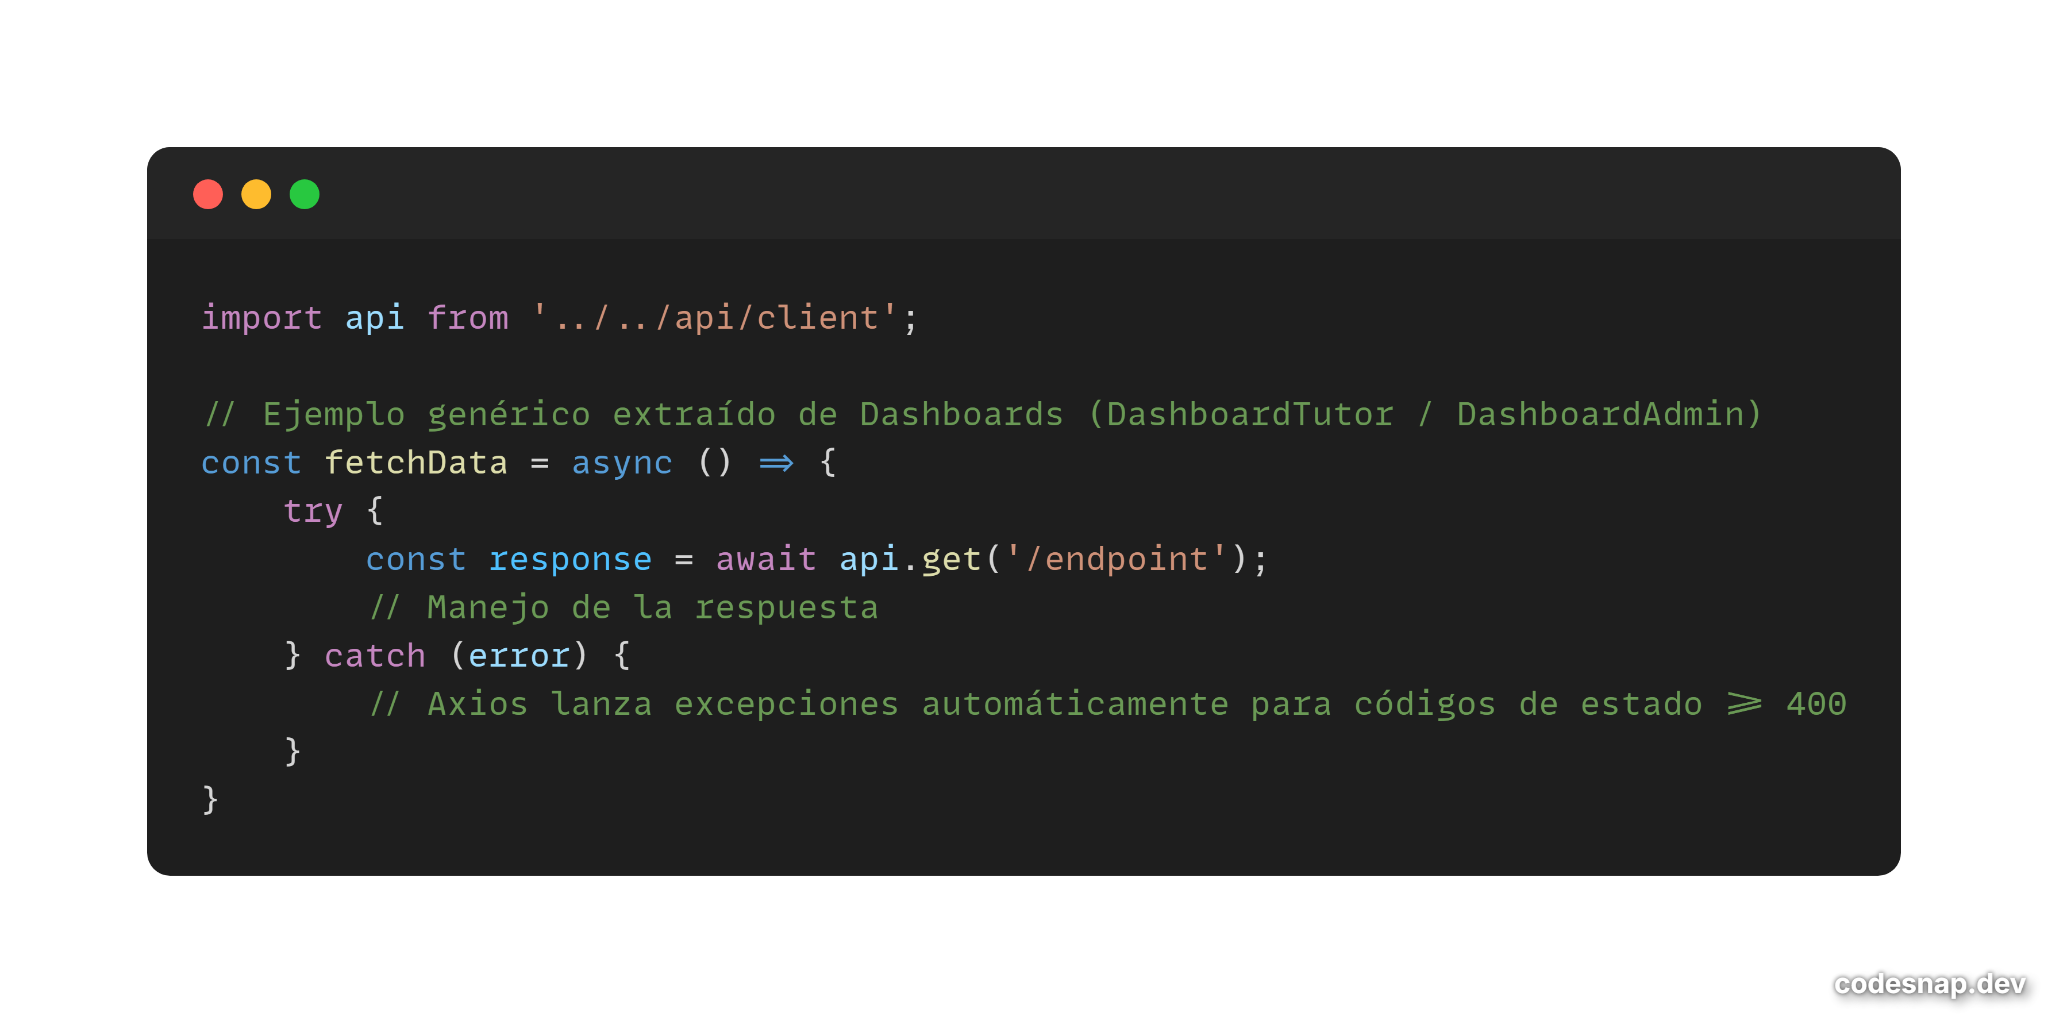 import api from '../../api/client';
// Ejemplo genérico extraído de Dashboards (DashboardTutor / DashboardAdmin)
const fetchData = async () => {
try {
const response = await api.get('/endpoint');
// Manejo de la respuesta
} catch (error) {
// Axios lanza excepciones automáticamente para códigos de estado >= 400
}
}
codesnap.dev